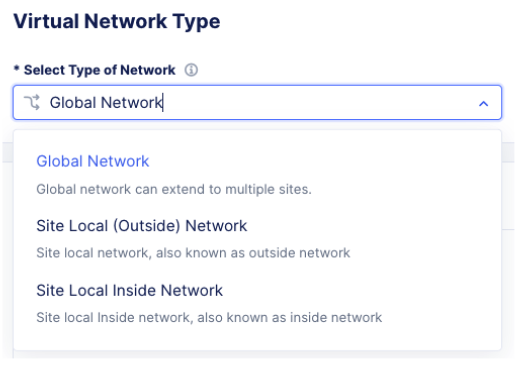 Virtual Network Type
* Select Type of Network
Global Network
Global Network
Global network can extend to multiple sites.
Site Local (Outside) Network
Site local network, also known as outside network
Site Local Inside Network
Site local Inside network, also known as inside network